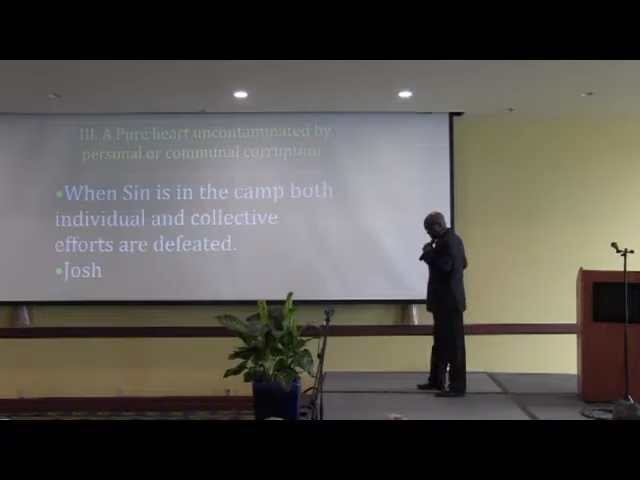 III. A Pure heart uncontaminated by
personal or communal corruption
•When Sin is in the camp both
individual and collective
efforts are defeated.
•Josh